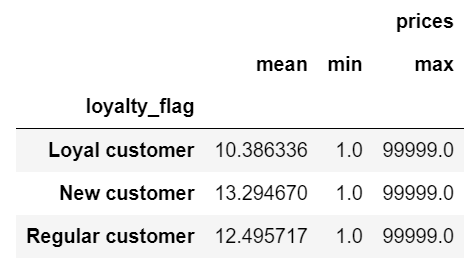 prices
mean min max
loyalty_flag
Loyal customer 10.386336 1.0 99999.0
New customer 13.294670 1.0 99999.0
Regular customer 12.495717 1.0 99999.0